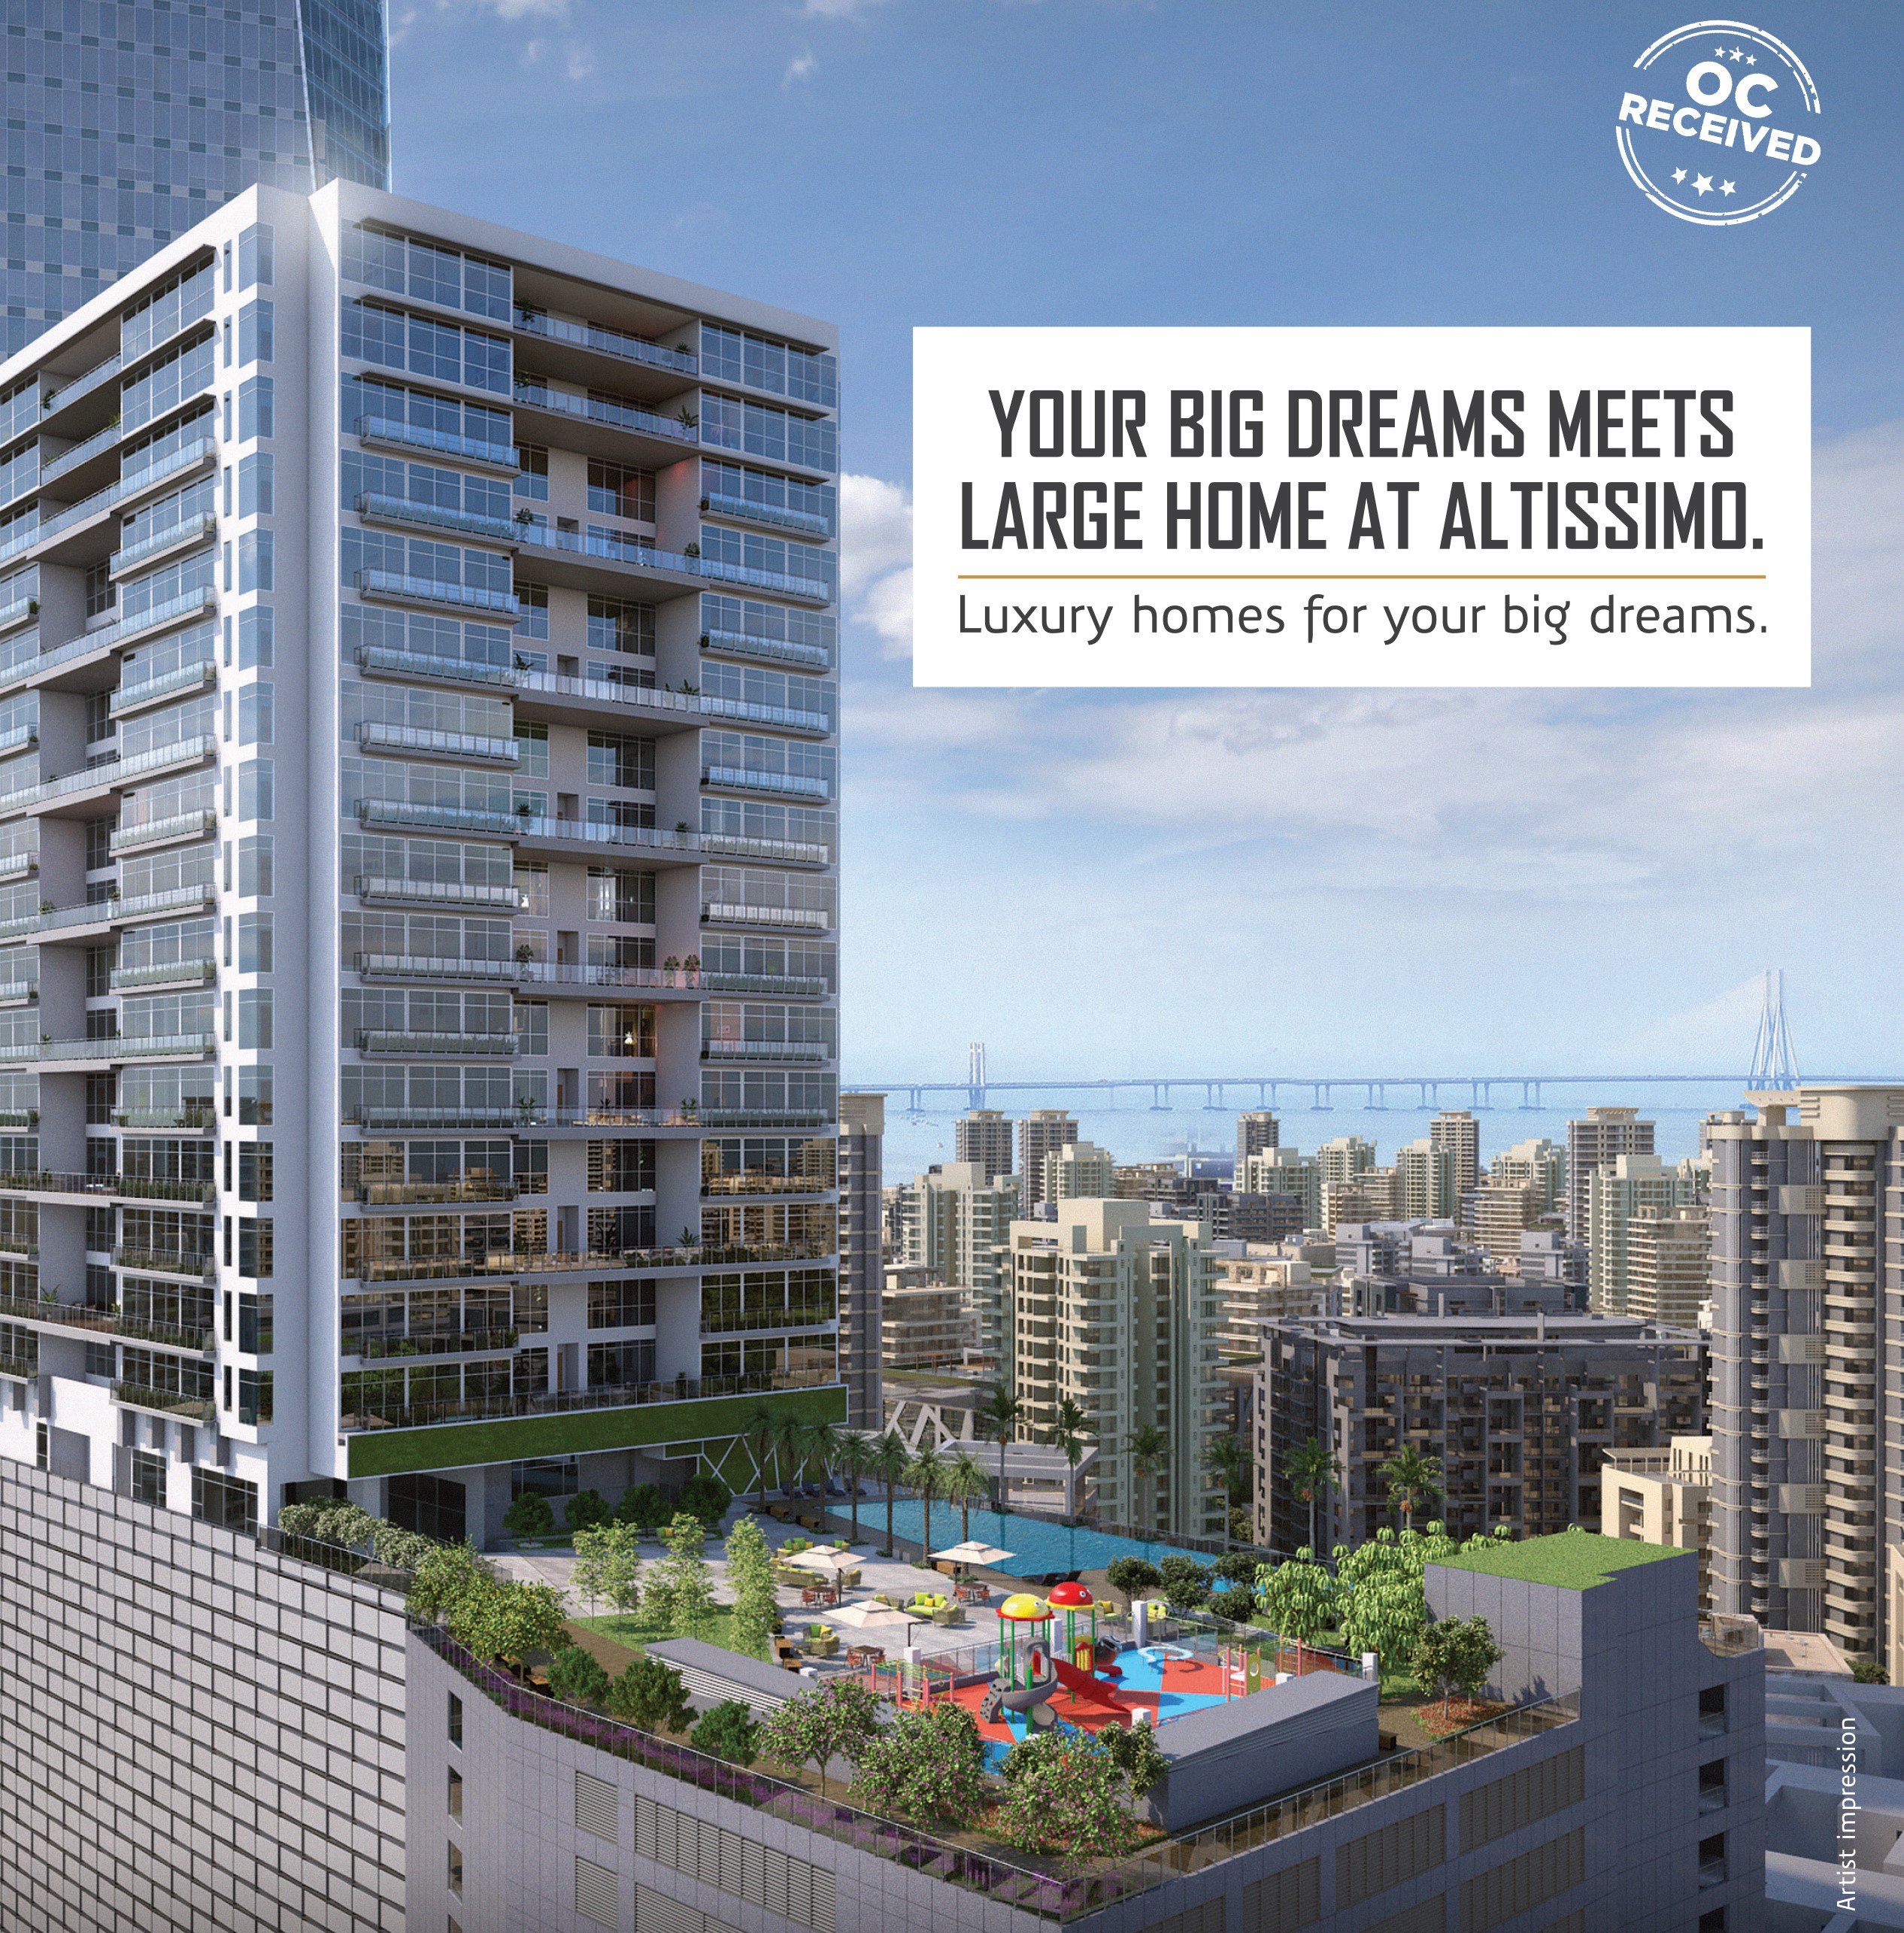 OC
RECEIVED
YOUR BIG DREAMS MEETS
LARGE HOME AT ALTISSIMO.
Luxury homes for your big dreams.
Artist impression